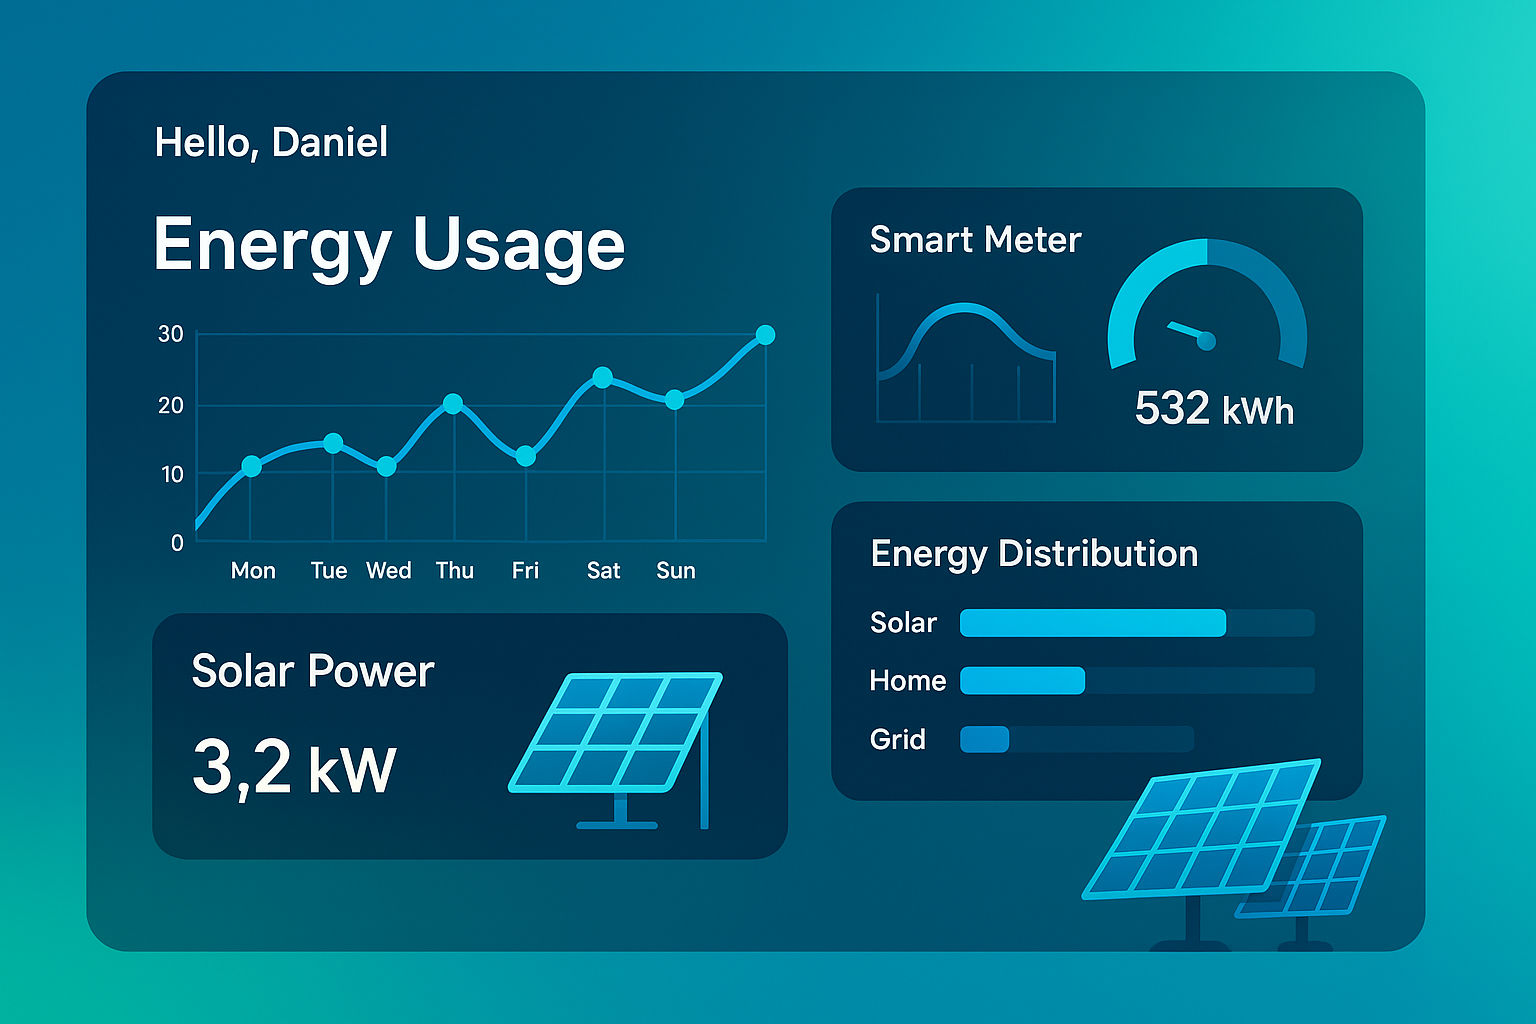 Hello, Daniel
Energy Usage
30
20
10
0
Mon Tue Wed Thu Fri Sat Sun
Solar Power
3,2 kW
Smart Meter
532 kWh
Energy Distribution
Solar
Home
Grid